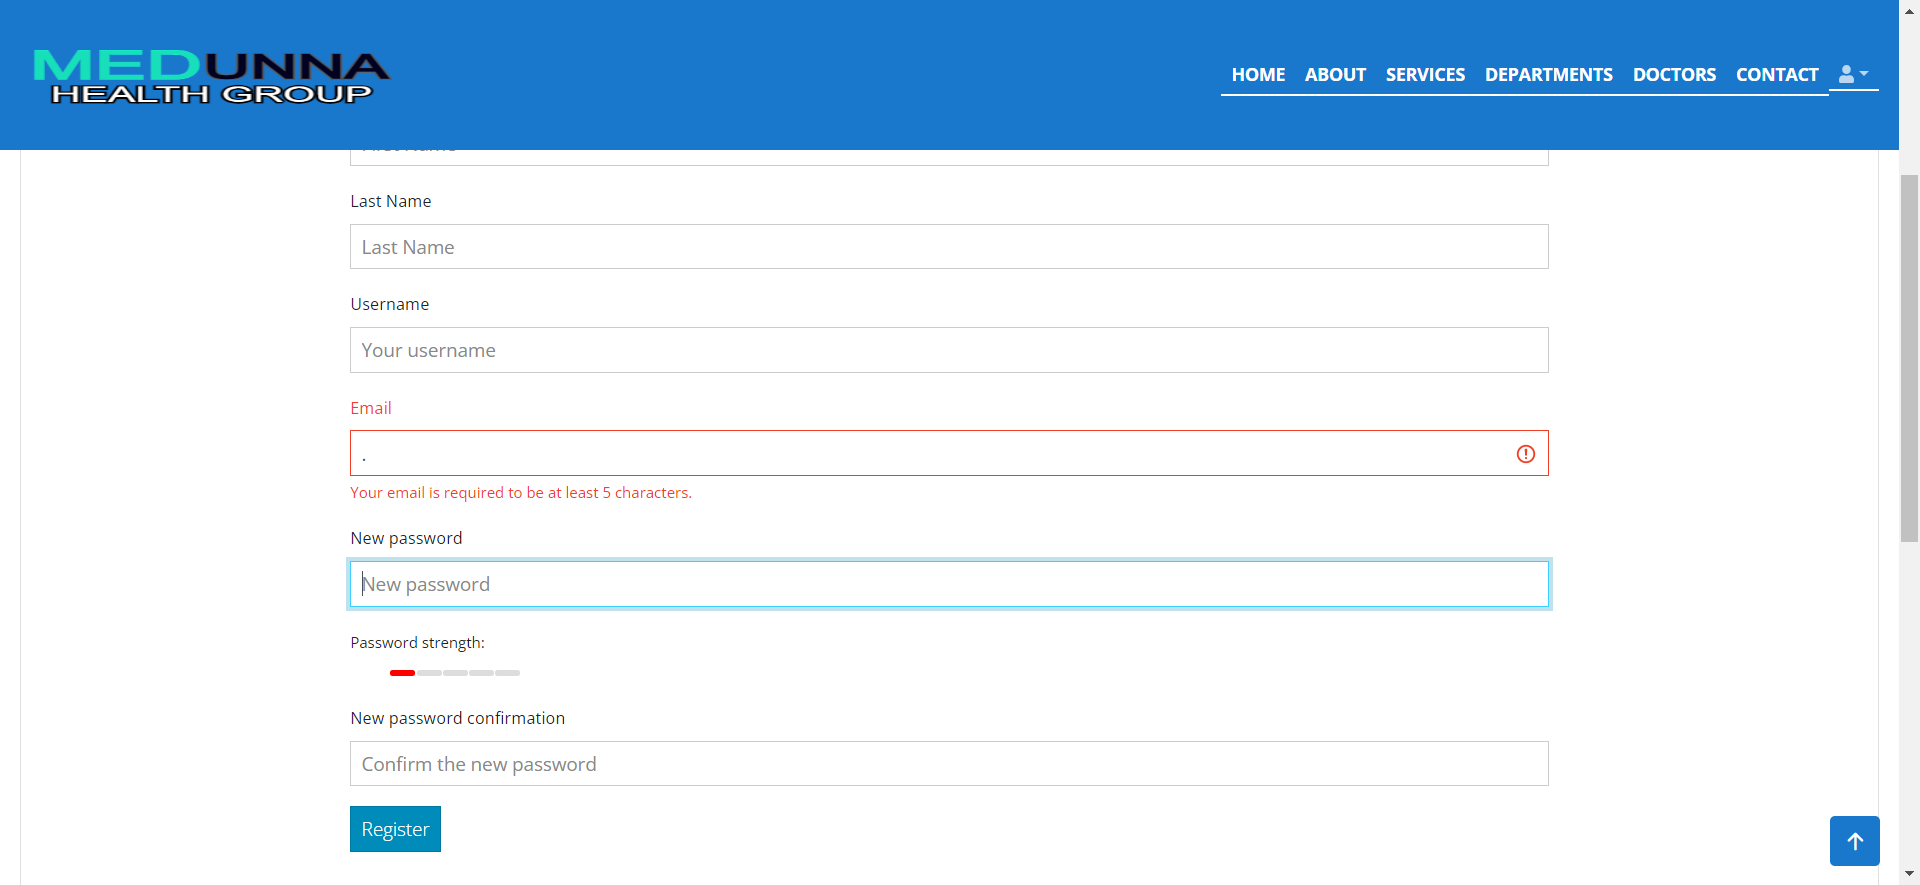 MEDUNNA
HEALTH GROUP
HOME ABOUT SERVICES DEPARTMENTS DOCTORS CONTACT
Last Name
Last Name
Username
Your username
Email
.
Your email is required to be at least 5 characters.
New password
New password
Password strength:
New password confirmation
Confirm the new password
Register